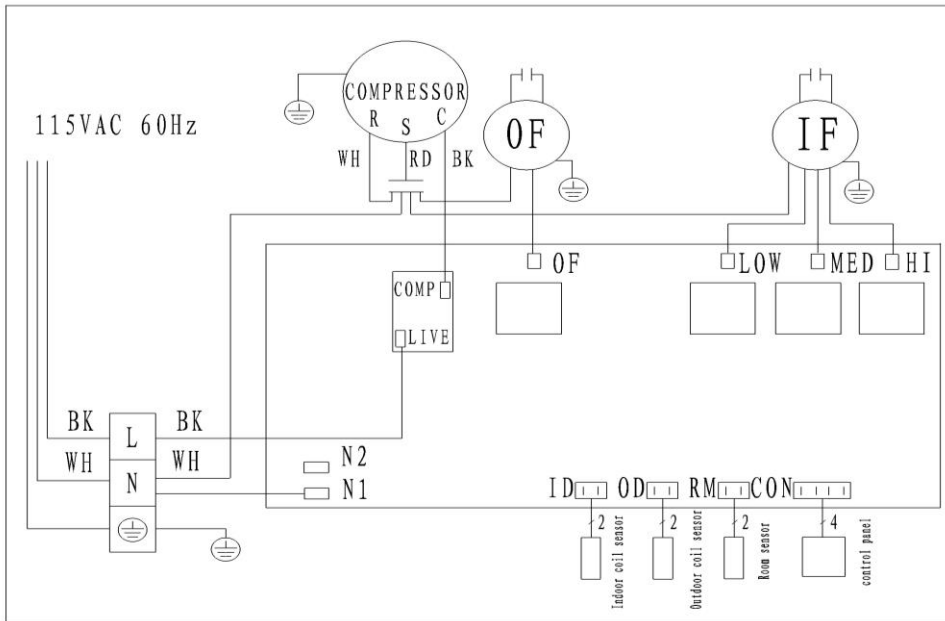 115VAC 60Hz
COMPRESSOR
R S C
WH RD BK
OF
IF
OF
LOW MED HI
COMP
LIVE
BK L BK
WH N WH
N2
N1
ID OD RM CON
2 2 2 4
Indoor coil sensor
Outdoor coil sensor
Room sensor
control panel